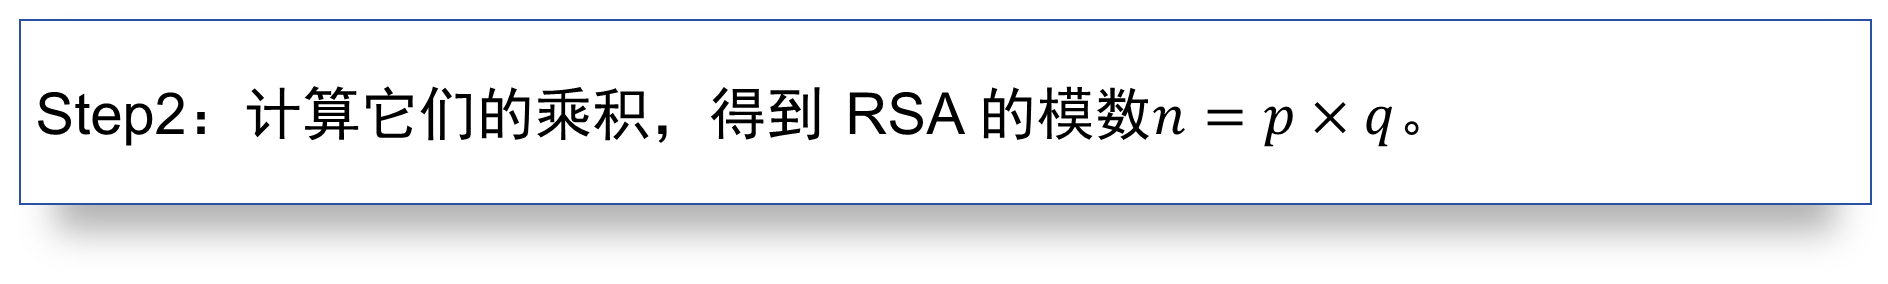 Step2：计算它们的乘积，得到 RSA 的模数n = p × q。